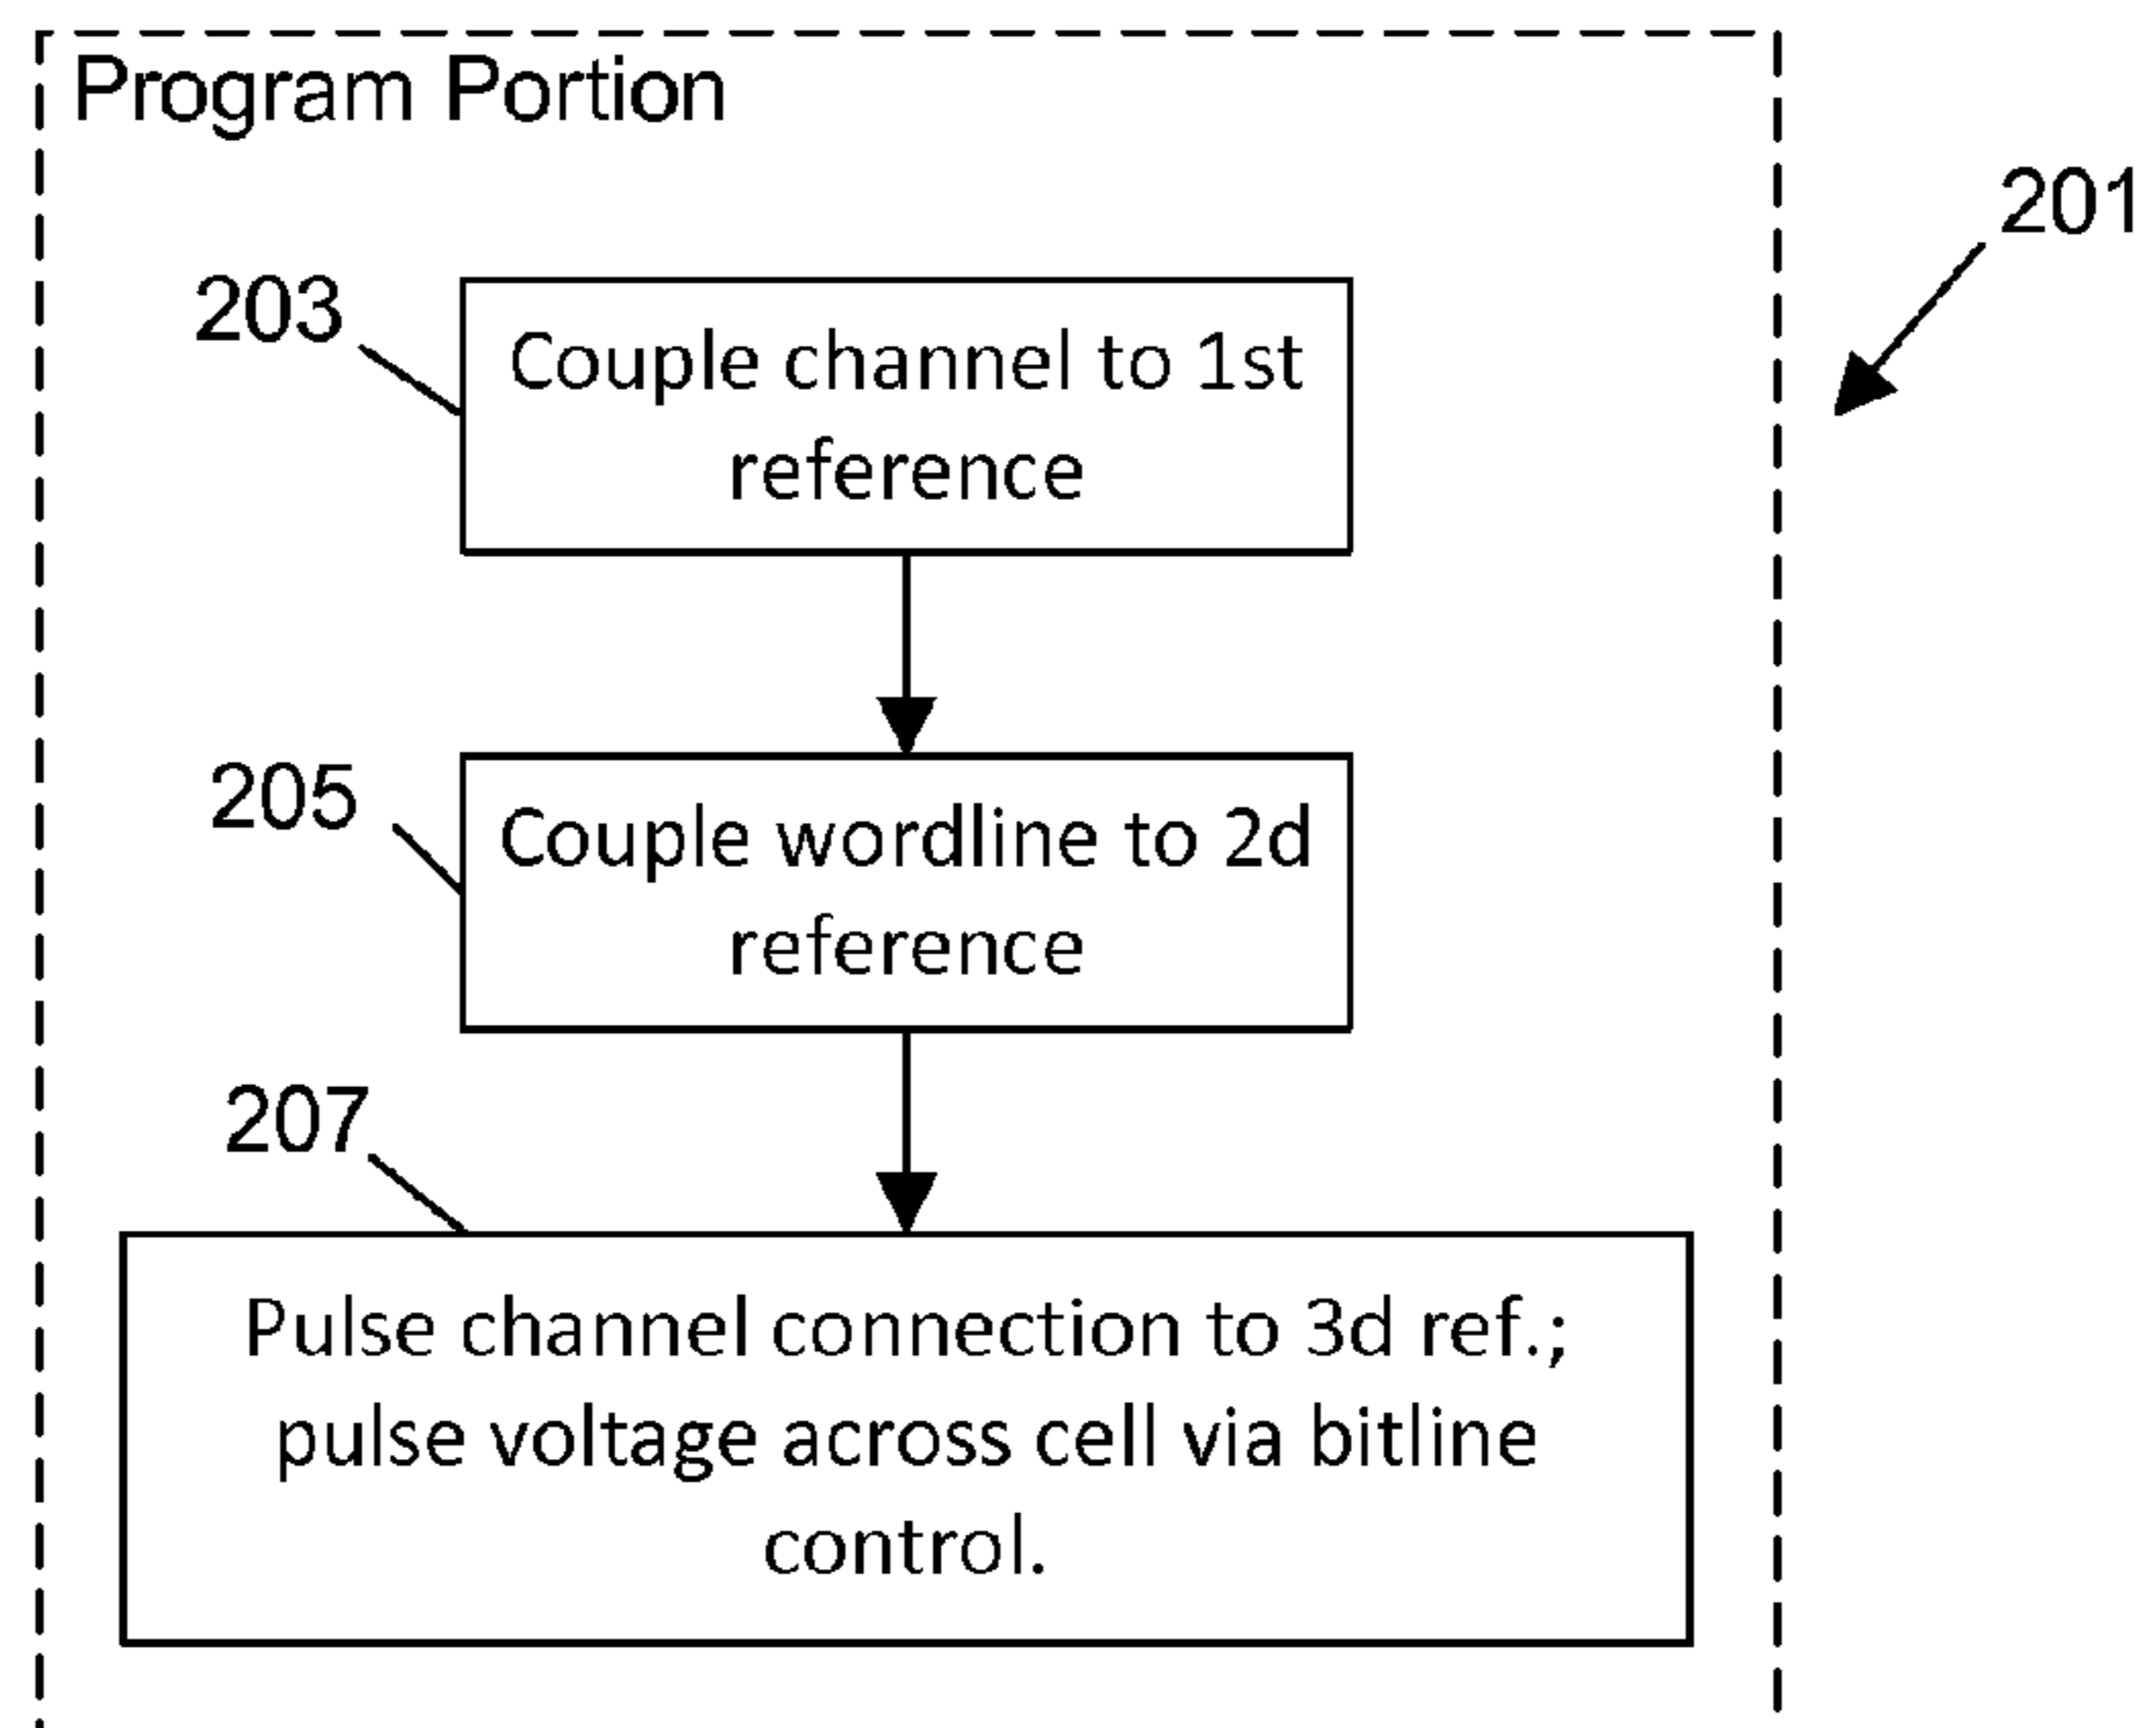 Program Portion
201
203
Couple channel to 1st
reference
205
Couple wordline to 2d
reference
207
Pulse channel connection to 3d ref.;
pulse voltage across cell via bitline
control.